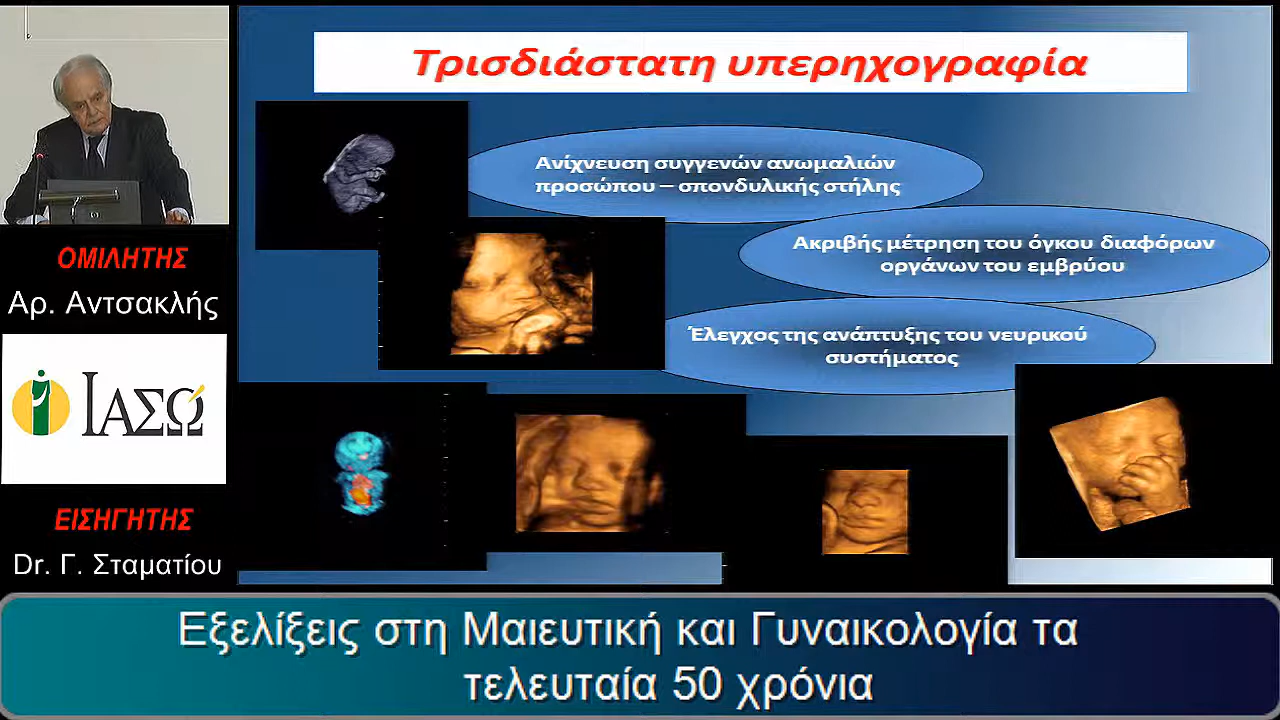 Τρισδιάστατη υπερηχογραφία
Ανίχνευση συγγενών ανωμαλιών
προσώπου – σπονδυλικής στήλης
Ακριβής μέτρηση του όγκου διαφόρων
οργάνων του εμβρύου
Έλεγχος της ανάπτυξης του νευρικού
συστήματος
ΟΜΙΛΗΤΗΣ
Αρ. Αντσακλής
ΙΑΣΩ
ΕΙΣΗΓΗΤΗΣ
Dr. Γ. Σταματίου
Εξελίξεις στη Μαιευτική και Γυναικολογία τα
τελευταία 50 χρόνια